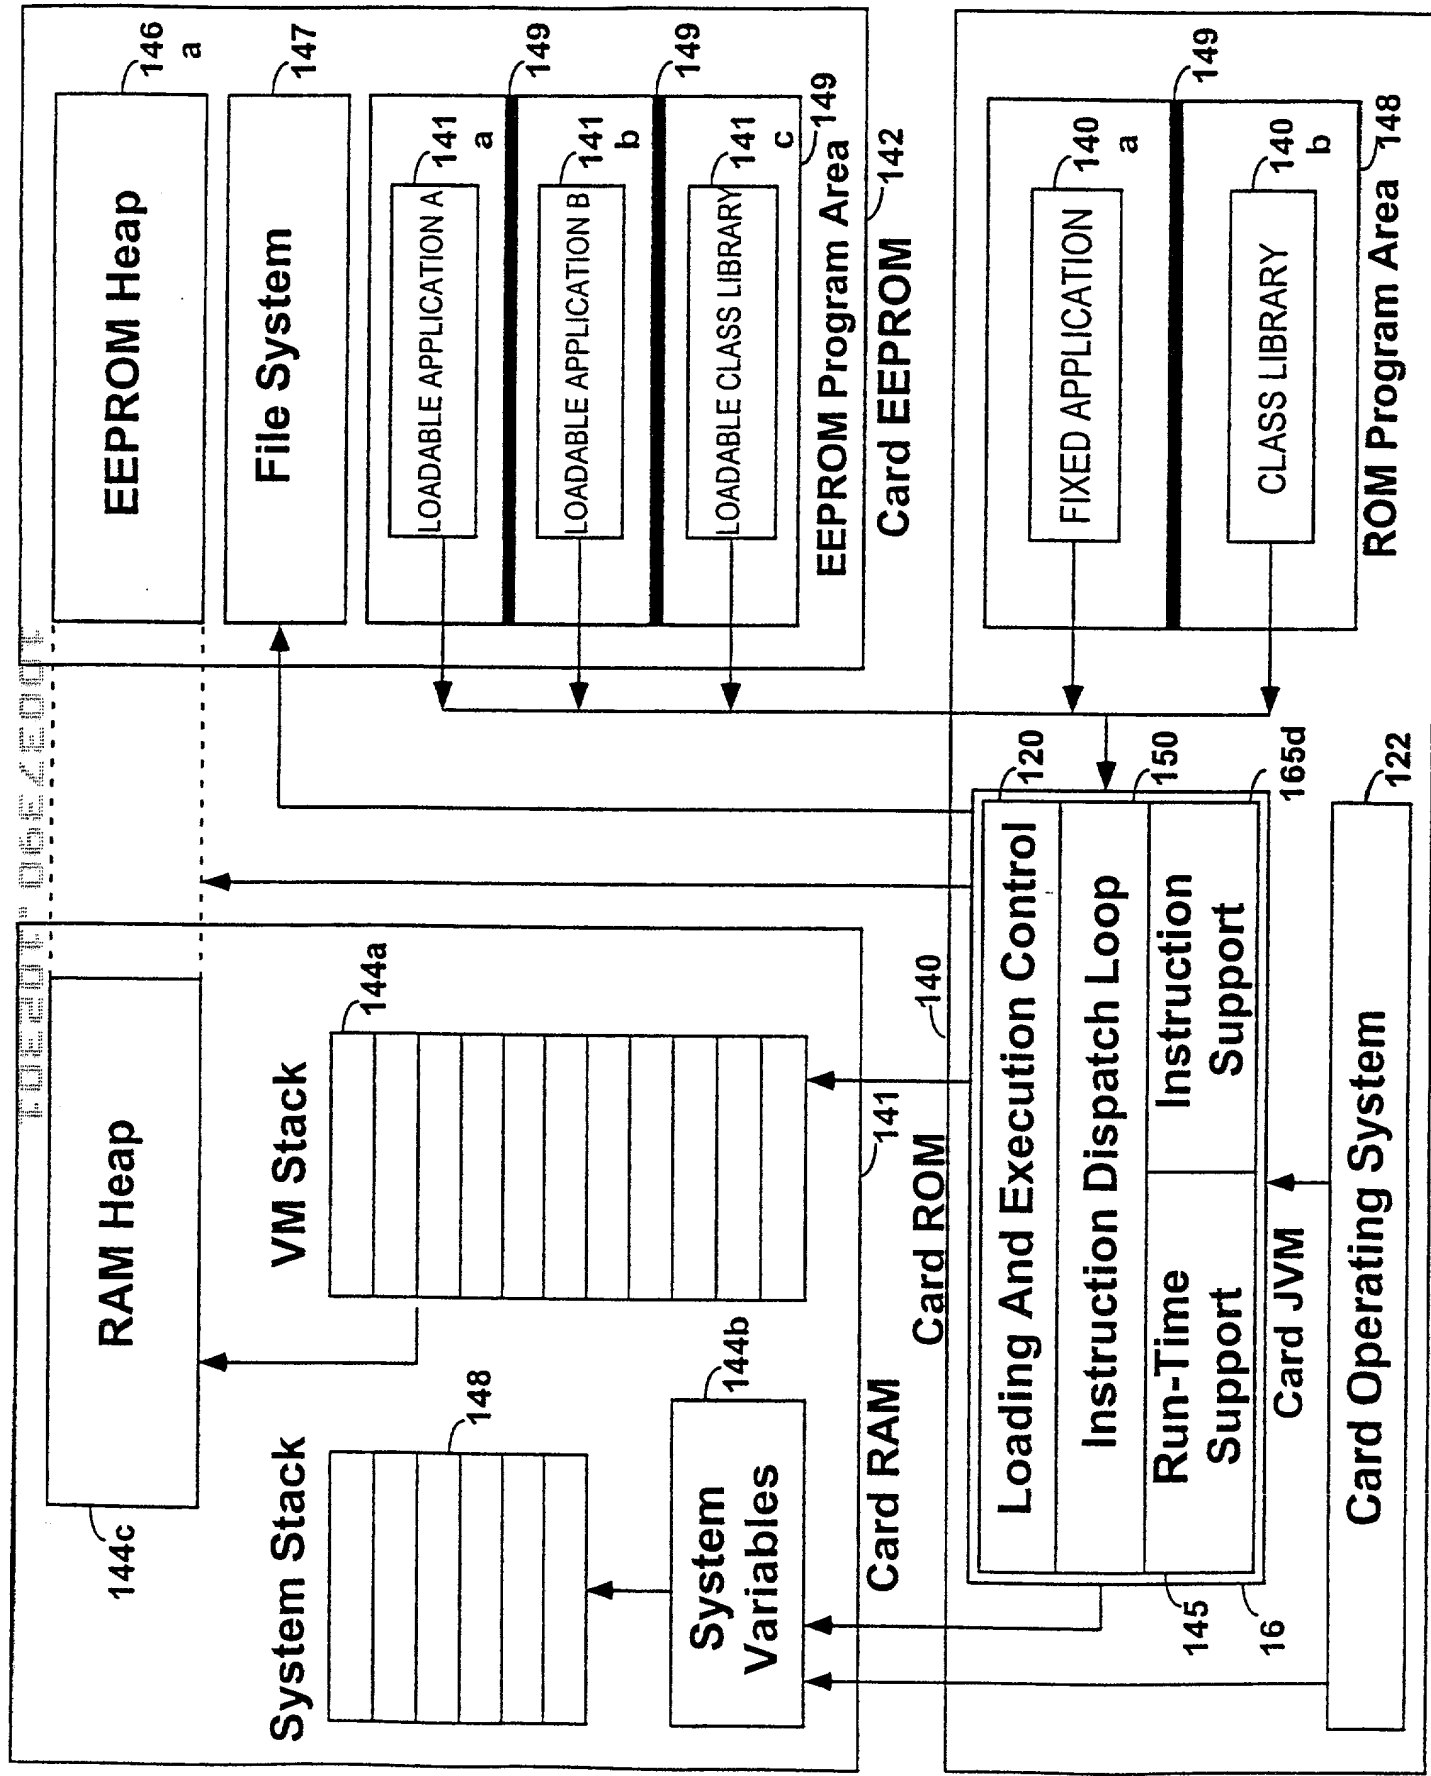 144c
RAM Heap
EEPROM Heap
146
a
System Stack
VM Stack
144a
File System
147
148
LOADABLE APPLICATION A
141
a
149
System
Variables
144b
LOADABLE APPLICATION B
141
b
149
LOADABLE CLASS LIBRARY
141
c
149
EEPROM Program Area
142
Card EEPROM
Card RAM
141
Card ROM
140
Loading And Execution Control
120
Instruction Dispatch Loop
150
Run-Time
Support
Instruction
Support
165d
145
16
Card JVM
Card Operating System
122
FIXED APPLICATION
140
a
149
CLASS LIBRARY
140
b
148
ROM Program Area